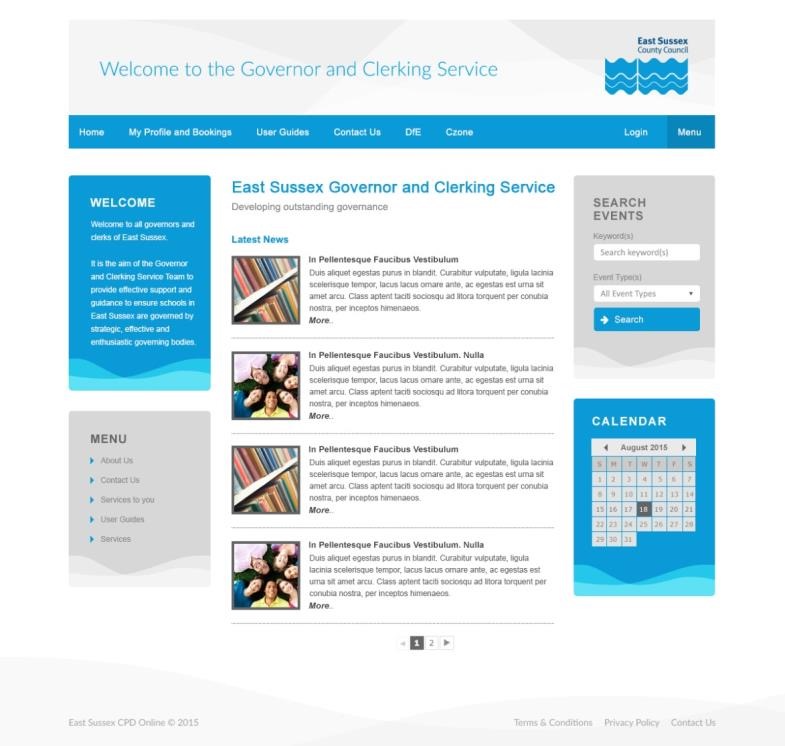 East Sussex
County Council
Welcome to the Governor and Clerking Service
Home My Profile and Bookings User Guides Contact Us DfE Czone Login Menu
WELCOME
Welcome to all governors and
clerks of East Sussex.
It is the aim of the Governor
and Clerking Service Team to
provide effective support and
guidance to ensure schools in
East Sussex are governed by
strategic, effective and
enthusiastic governing bodies.
MENU
About Us
Contact Us
Services to you
User Guides
Services
East Sussex Governor and Clerking Service
Developing outstanding governance
Latest News
In Pellentesque Faucibus Vestibulum
Duis aliquet egestas purus in blandit. Curabitur vulputate, ligula lacinia
scelerisque tempor, lacus lacus ornare ante, ac egestas est urna sit
amet arcu. Class aptent taciti sociosqu ad litora torquent per conubia
nostra, per inceptos himenaeos.
More..
In Pellentesque Faucibus Vestibulum. Nulla
Duis aliquet egestas purus in blandit. Curabitur vulputate, ligula lacinia
scelerisque tempor, lacus lacus ornare ante, ac egestas est urna sit
amet arcu. Class aptent taciti sociosqu ad litora torquent per conubia
nostra, per inceptos himenaeos.
More..
In Pellentesque Faucibus Vestibulum
Duis aliquet egestas purus in blandit. Curabitur vulputate, ligula lacinia
scelerisque tempor, lacus lacus ornare ante, ac egestas est urna sit
amet arcu. Class aptent taciti sociosqu ad litora torquent per conubia
nostra, per inceptos himenaeos.
More..
In Pellentesque Faucibus Vestibulum. Nulla
Duis aliquet egestas purus in blandit. Curabitur vulputate, ligula
lacinia scelerisque tempor, lacus lacus ornare ante, ac egestas est
urna sit amet arcu. Class aptent taciti sociosqu ad litora torquent per
conubia nostra, per inceptos himenaeos.
More..
1 2
SEARCH
EVENTS
Keyword(s)
Search keyword(s)
Event Type(s)
All Event Types
Search
CALENDAR
August 2015
S M T W T F S
1 2 3 4 5 6 7
8 9 10 11 12 13 14
15 16 17 18 19 20 21
22 23 24 25 26 27 28
29 30 31
East Sussex CPD Online © 2015
Terms & Conditions Privacy Policy Contact Us